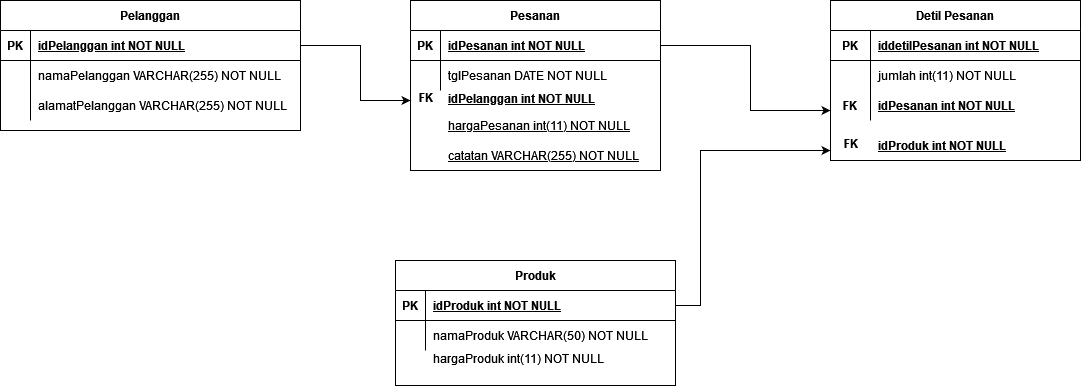 Pelanggan
PK idPelanggan int NOT NULL
namaPelanggan VARCHAR(255) NOT NULL
alamatPelanggan VARCHAR(255) NOT NULL
Pesanan
PK idPesanan int NOT NULL
tglPesanan DATE NOT NULL
FK idPelanggan int NOT NULL
hargaPesanan int(11) NOT NULL
catatan VARCHAR(255) NOT NULL
Detil Pesanan
PK iddetilPesanan int NOT NULL
jumlah int(11) NOT NULL
FK idPesanan int NOT NULL
FK idProduk int NOT NULL
Produk
PK idProduk int NOT NULL
namaProduk VARCHAR(50) NOT NULL
hargaProduk int(11) NOT NULL